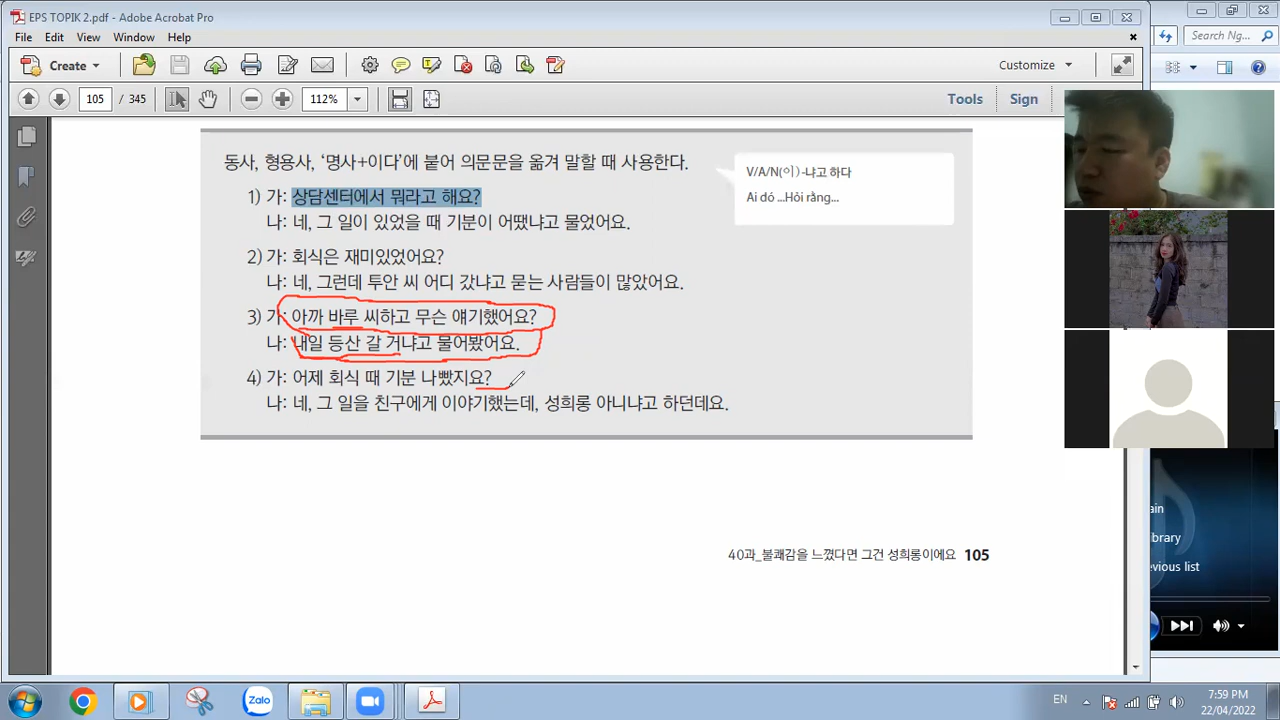 EPS TOPIK 2.pdf - Adobe Acrobat Pro
File Edit View Window Help
Create
Customize
105 / 345
112%
Tools Sign
Search Ng...
동사, 형용사, '명사+이다'에 붙어 의문문을 옮겨 말할 때 사용한다.
1) 가: 상담센터에서 뭐라고 해요?
나: 네, 그 일이 있었을 때 기분이 어땠냐고 물었어요.
2) 가: 회식은 재미있었어요?
나: 네, 그런데 투안 씨 어디 갔냐고 묻는 사람들이 많았어요.
3) 가: 아까 바루 씨하고 무슨 얘기했어요?
나: 내일 등산 갈 거냐고 물어봤어요.
4) 가: 어제 회식 때 기분 나빴지요?
나: 네, 그 일을 친구에게 이야기했는데, 성희롱 아니냐고 하던데요.
V/A/N(이)-냐고 하다
Ai dó ...Hỏi rằng...
40과_불쾌감을 느꼈다면 그건 성희롱이에요 105
ain
ibrary
evious list
Zalo
EN
7:59 PM
22/04/2022